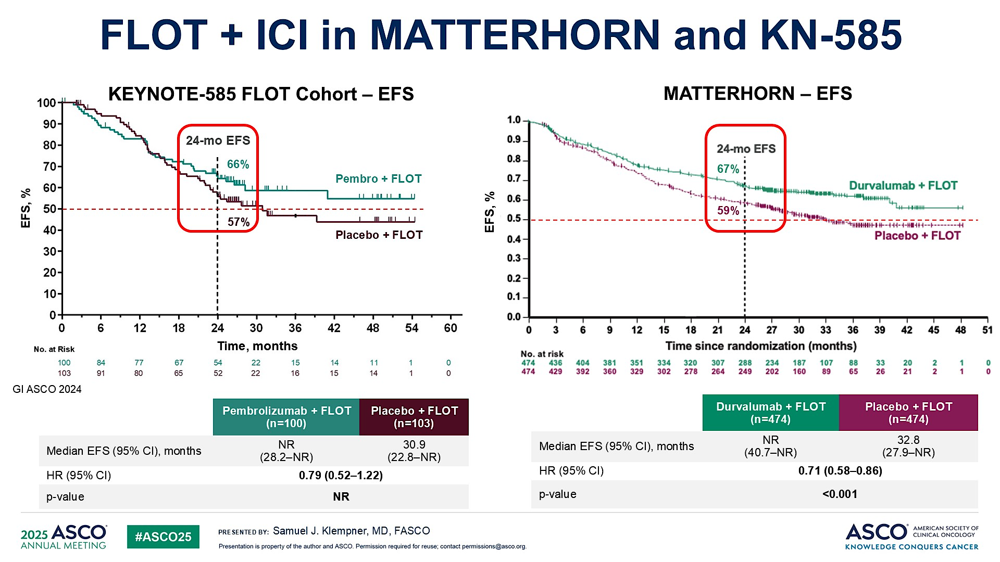 FLOT + ICI in MATTERHORN and KN-585
KEYNOTE-585 FLOT Cohort – EFS
EFS, %
100
90
80
70
60
50
40
30
20
10
0
24-mo EFS
66%
57%
Pembro + FLOT
Placebo + FLOT
0 6 12 18 24 30 36 42 48 54 60
Time, months
No. at Risk
100 84 77 67 54 22 15 14 11 1 0
103 91 80 65 52 22 16 15 14 1 0
GI ASCO 2024
Pembrolizumab + FLOT (n=100) Placebo + FLOT (n=103)
Median EFS (95% CI), months NR (28.2–NR) 30.9 (22.8–NR)
HR (95% CI) 0.79 (0.52–1.22)
p-value NR
MATTERHORN – EFS
EFS, %
1.0
0.9
0.8
0.7
0.6
0.5
0.4
0.3
0.2
0.1
0.0
24-mo EFS
67%
59%
Durvalumab + FLOT
Placebo + FLOT
0 3 6 9 12 15 18 21 24 27 30 33 36 39 42 45 48 51
Time since randomization (months)
No. at risk
474 436 404 381 351 334 320 307 288 234 187 107 88 33 20 2 1 0
474 429 392 360 329 302 278 264 249 202 160 89 65 26 21 2 1 0
Durvalumab + FLOT (n=474) Placebo + FLOT (n=474)
Median EFS (95% CI), months NR (40.7–NR) 32.8 (27.9–NR)
HR (95% CI) 0.71 (0.58–0.86)
p-value <0.001
2025 ASCO
ANNUAL MEETING
#ASCO25
PRESENTED BY: Samuel J. Klempner, MD, FASCO
Presentation is property of the author and ASCO. Permission required for reuse; contact permissions@asco.org.
ASCO AMERICAN SOCIETY OF CLINICAL ONCOLOGY
KNOWLEDGE CONQUERS CANCER